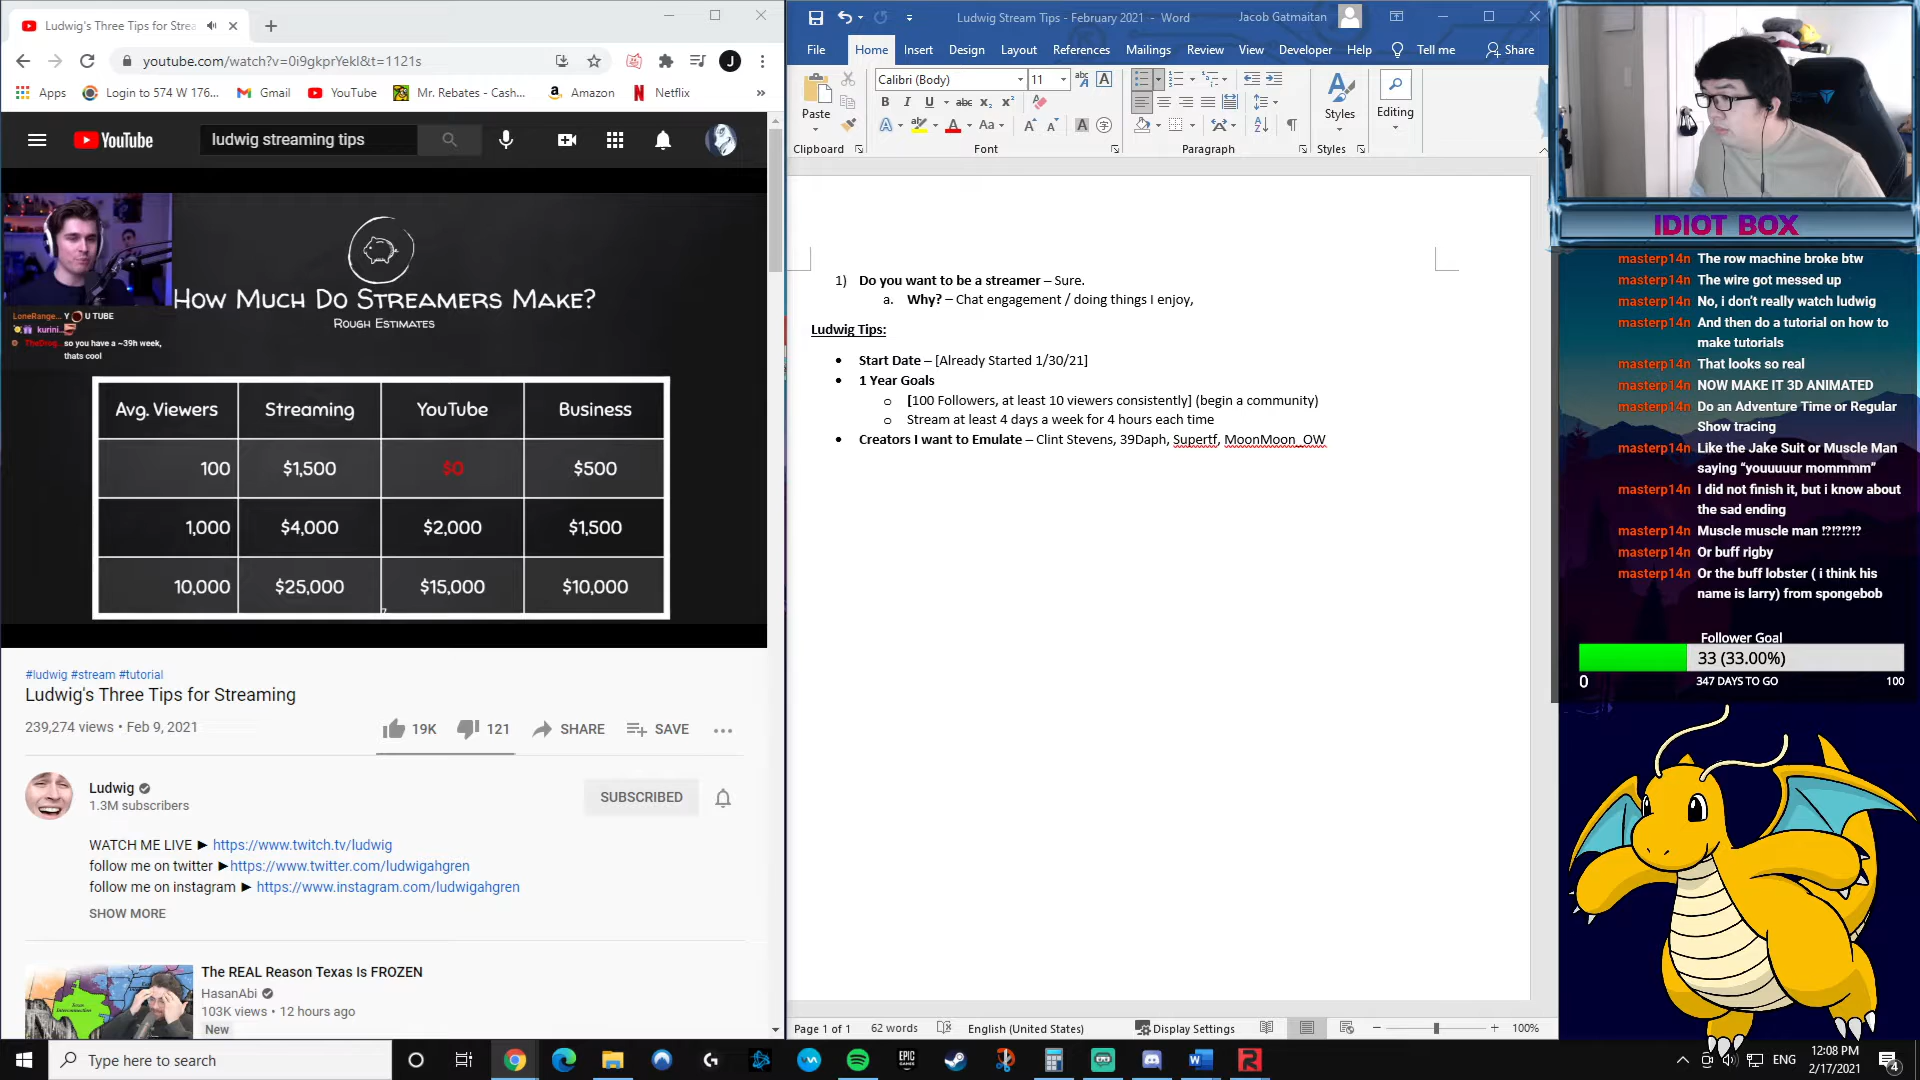 Ludwig's Three Tips for Strea
youtube.com/watch?v=0i9gkprYekI&t=1121s
Apps
Login to 574 W 176...
Gmail
YouTube
Mr. Rebates - Cash...
Amazon
Netflix
YouTube
ludwig streaming tips
HOW MUCH DO STREAMERS MAKE?
ROUGH ESTIMATES
LoneRange... Y U TUBE
kurini...
TheDrug... so you have a ~39h week,
thats cool
Avg. Viewers Streaming YouTube Business
100 $1,500 $0 $500
1,000 $4,000 $2,000 $1,500
10,000 $25,000 $15,000 $10,000
7
#ludwig #stream #tutorial
Ludwig's Three Tips for Streaming
239,274 views • Feb 9, 2021
19K 121 SHARE SAVE
Ludwig
1.3M subscribers
SUBSCRIBED
WATCH ME LIVE ► https://www.twitch.tv/ludwig
follow me on twitter ►https://www.twitter.com/ludwigahgren
follow me on instagram ► https://www.instagram.com/ludwigahgren
SHOW MORE
The REAL Reason Texas Is FROZEN
HasanAbi
103K views • 12 hours ago
New
Ludwig Stream Tips - February 2021 - Word
Jacob Gatmaitan
File Home Insert Design Layout References Mailings Review View Developer Help Tell me Share
Calibri (Body) 11
Paste
Styles
Editing
Clipboard Font Paragraph Styles
1) Do you want to be a streamer – Sure.
a. Why? – Chat engagement / doing things I enjoy,
Ludwig Tips:
• Start Date – [Already Started 1/30/21]
• 1 Year Goals
o [100 Followers, at least 10 viewers consistently] (begin a community)
o Stream at least 4 days a week for 4 hours each time
• Creators I want to Emulate – Clint Stevens, 39Daph, Supertf, MoonMoon_OW
Page 1 of 1 62 words English (United States) Display Settings 100%
IDIOT BOX
masterp14n The row machine broke btw
masterp14n The wire got messed up
masterp14n No, i don't really watch ludwig
masterp14n And then do a tutorial on how to
make tutorials
masterp14n That looks so real
masterp14n NOW MAKE IT 3D ANIMATED
masterp14n Do an Adventure Time or Regular
Show tracing
masterp14n Like the Jake Suit or Muscle Man
saying “youuuuur mommmm”
masterp14n I did not finish it, but i know about
the sad ending
masterp14n Muscle muscle man !?!?!?!?
masterp14n Or buff rigby
masterp14n Or the buff lobster ( i think his
name is larry) from spongebob
Follower Goal
33 (33.00%)
0 347 DAYS TO GO 100
Type here to search
EPIC GAMES
ENG
12:08 PM
2/17/2021
4